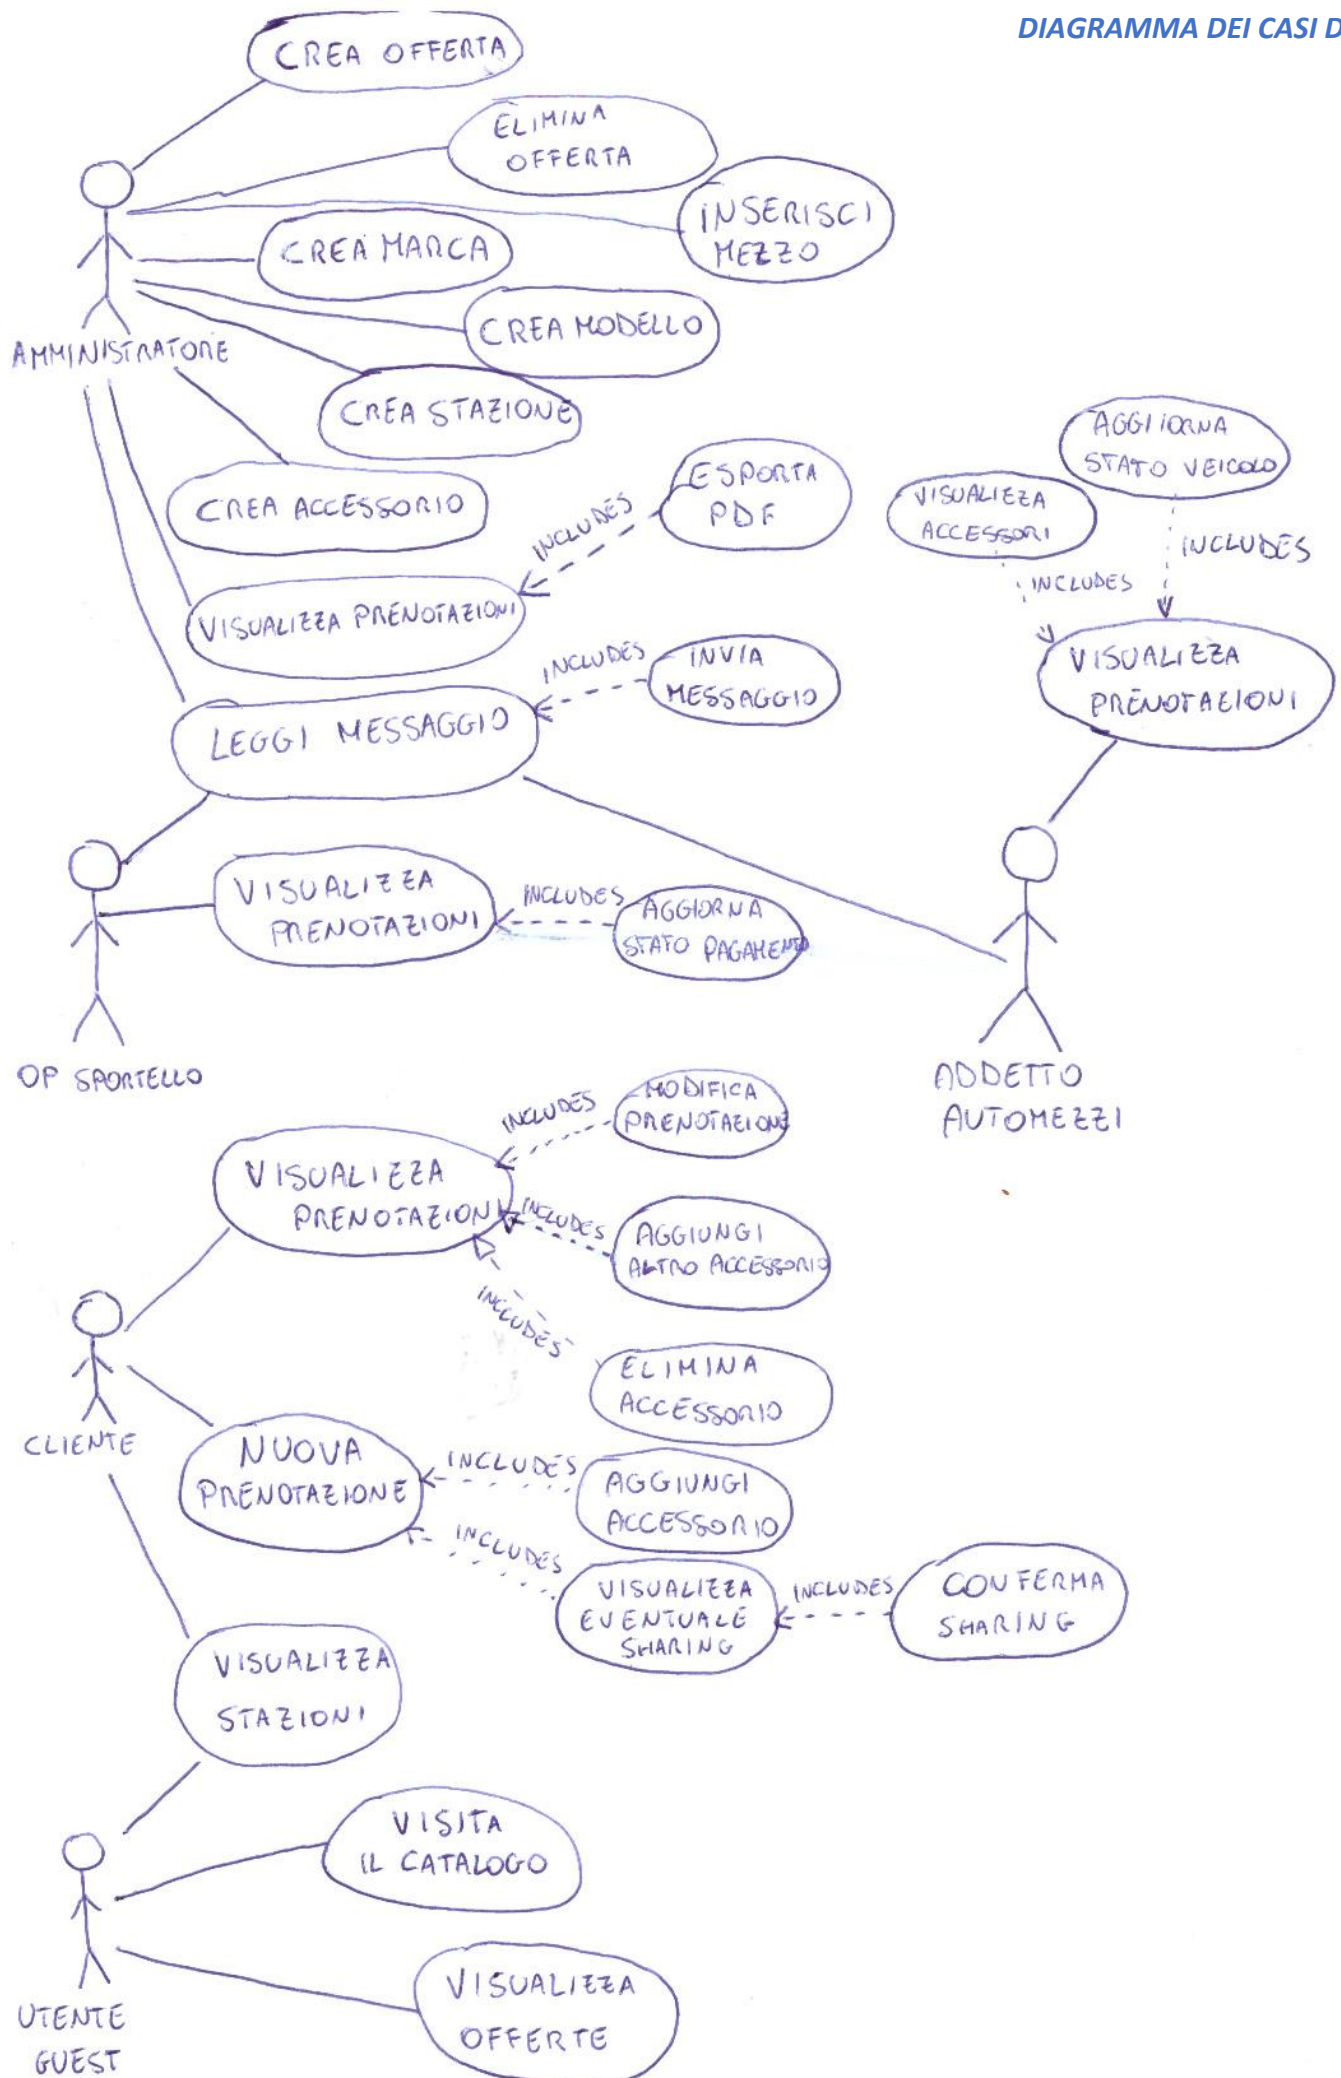 DIAGRAMMA DEI CASI D
CREA OFFERTA
ELIMINA
OFFERTA
INSERISCI
MEZZO
CREA MARCA
CREA MODELLO
AMMINISTRATORE
CREA STAZIONE
CREA ACCESSORIO
ESPORTA
PDF
INCLUDES
VISUALIZZA PRENOTAZIONI
AGGIIORNA
STATO VEICOLO
VISUALIZZA
ACCESSORI
INCLUDES
INCLUDES
VISUALIZZA
PRENOTAZIONI
INCLUDES
INVIA
MESSAGGIO
LEGGI MESSAGGIO
VISUALIZZA
PRENOTAZIONI
INCLUDES
AGGIORNA
STATO PAGAMENTO
OP SPORTELLO
ADDETTO
AUTOMEZZI
INCLUDES
MODIFICA
PRENOTAZIONE
VISUALIZZA
PRENOTAZIONI
INCLUDES
AGGIUNGI
ALTRO ACCESSORIO
INCLUDES
ELIMINA
ACCESSORIO
CLIENTE
NUOVA
PRENOTAZIONE
INCLUDES
AGGIUNGI
ACCESSORIO
INCLUDES
VISUALIZZA
EVENTUALE
SHARING
INCLUDES
CONFERMA
SHARING
VISUALIZZA
STAZIONI
VISITA
IL CATALOGO
VISUALIZZA
OFFERTE
UTENTE
GUEST